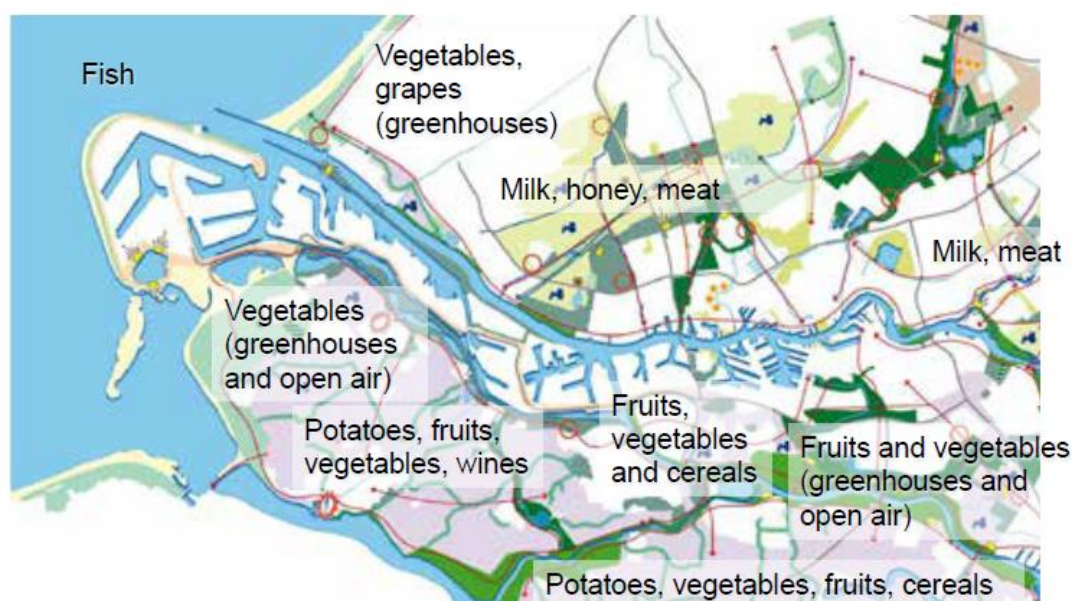 Fish
Vegetables,
grapes
(greenhouses)
Milk, honey, meat
Milk, meat
Vegetables
(greenhouses
and open air)
Potatoes, fruits,
vegetables, wines
Fruits,
vegetables
and cereals
Fruits and vegetables
(greenhouses and
open air)
Potatoes, vegetables, fruits, cereals